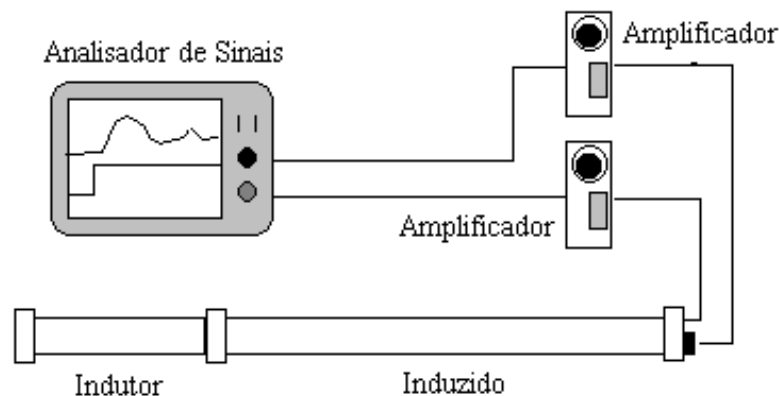 Analisador de Sinais
Amplificador
Amplificador
Indutor
Induzido